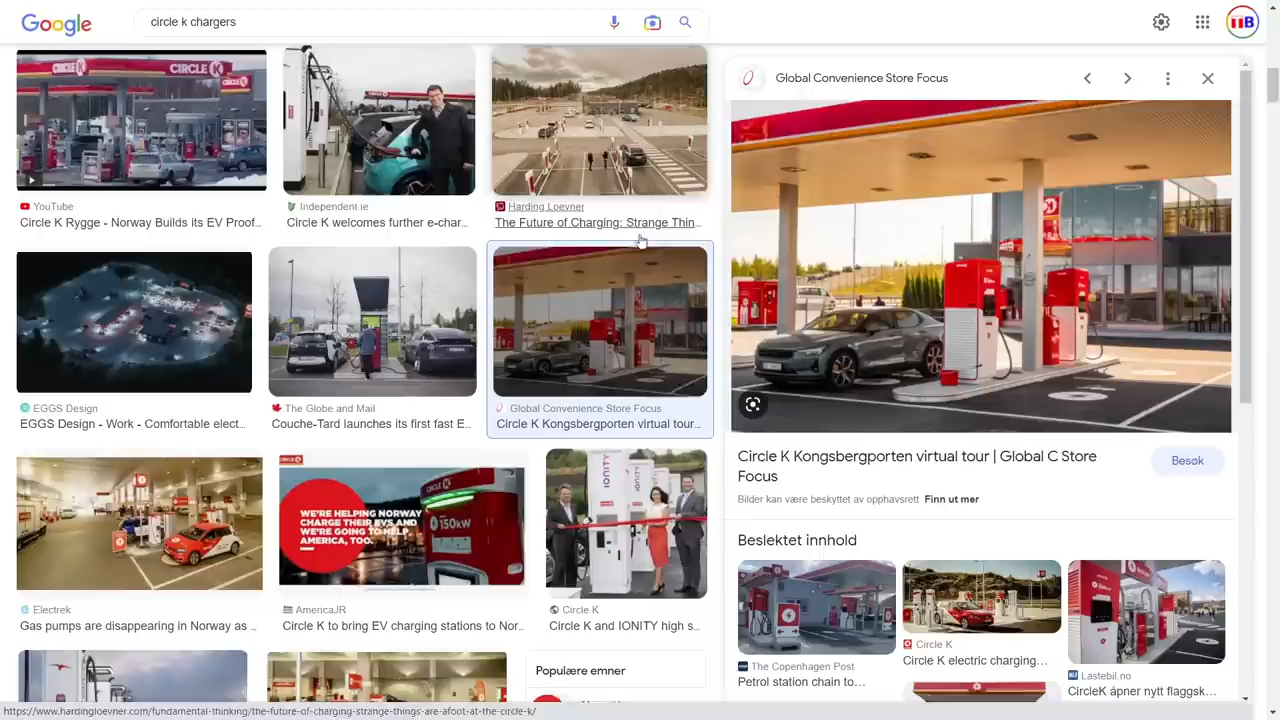 Google
circle k chargers
CIRCLE K
CIRCLE K
YouTube
Circle K Rygge - Norway Builds its EV Proof...
Independent.ie
Circle K welcomes further e-char...
Harding Loevner
The Future of Charging: Strange Thin...
EGGS Design
EGGS Design - Work - Comfortable elect...
The Globe and Mail
Couche-Tard launches its first fast E...
Global Convenience Store Focus
Circle K Kongsbergporten virtual tour...
CIRCLE K
WE'RE HELPING NORWAY
CHARGE THEIR EVS AND
WE'RE GOING TO HELP
AMERICA, TOO.
CIRCLE K
150kW
IONITY
Electrek
Gas pumps are disappearing in Norway as ...
AmericaJR
Circle K to bring EV charging stations to Nor...
Circle K
Circle K and IONITY high s...
Populære emner
Global Convenience Store Focus
Circle K Kongsbergporten virtual tour | Global C Store
Focus
Besøk
Bilder kan være beskyttet av opphavsrett Finn ut mer
Beslektet innhold
The Copenhagen Post
Petrol station chain to...
Circle K
Circle K electric charging...
Lastebil.no
CircleK åpner nytt flaggsk...
https://www.hardingloevner.com/fundamental-thinking/the-future-of-charging-strange-things-are-afoot-at-the-circle-k/